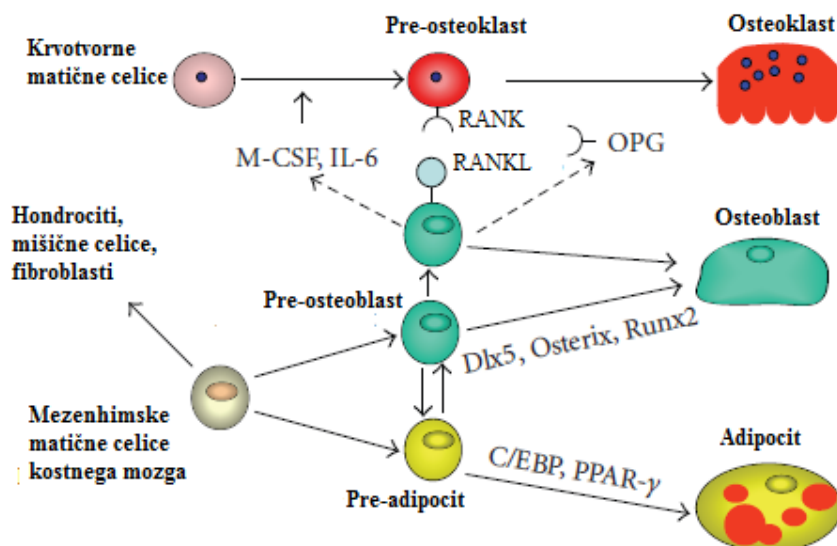 Krvotvorne
matične celice
Pre-osteoklast
Osteoklast
RANK
M-CSF, IL-6
RANKL
OPG
Hondrociti,
mišične celice,
fibroblasti
Osteoblast
Pre-osteoblast
Dlx5, Osterix, Runx2
Mezenhimske
matične celice
kostnega mozga
Pre-adipocit
C/EBP, PPAR-γ
Adipocit